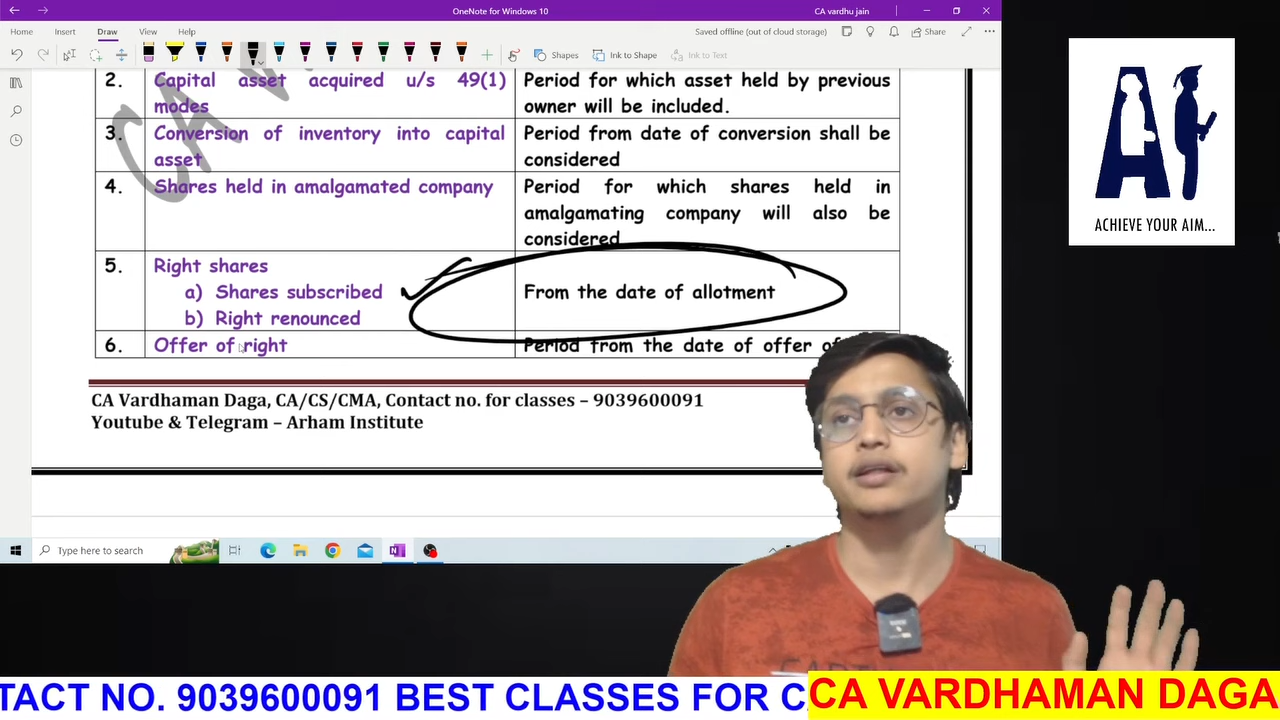 OneNote for Windows 10
CA vardhu jain
Home Insert Draw View Help
Saved offline (out of cloud storage)
Share
Shapes
Ink to Shape
Ink to Text
2. Capital asset acquired u/s 49(1) modes
Period for which asset held by previous owner will be included.
3. Conversion of inventory into capital asset
Period from date of conversion shall be considered
4. Shares held in amalgamated company
Period for which shares held in amalgamating company will also be considered
5. Right shares
a) Shares subscribed
b) Right renounced
From the date of allotment
6. Offer of right
Period from the date of offer of
CA Vardhaman Daga, CA/CS/CMA, Contact no. for classes – 9039600091
Youtube & Telegram – Arham Institute
Type here to search
ACHIEVE YOUR AIM...
TACT NO. 9039600091 BEST CLASSES FOR
CA VARDHAMAN DAGA